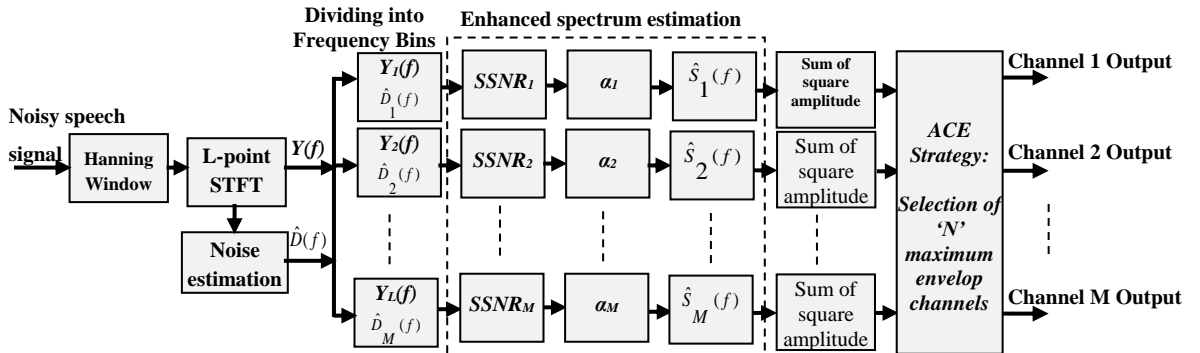 Dividing into
Frequency Bins
Enhanced spectrum estimation
Noisy speech
signal
Hanning
Window
L-point
STFT
Y(f)
Noise
estimation
D̂(f)
Y1(f)
D̂1(f)
SSNR1
α1
Ŝ1(f)
Sum of
square
amplitude
Y2(f)
D̂2(f)
SSNR2
α2
Ŝ2(f)
Sum of
square
amplitude
YL(f)
D̂M(f)
SSNRM
αM
ŜM(f)
Sum of
square
amplitude
ACE
Strategy:
Selection of
‘N’
maximum
envelop
channels
Channel 1 Output
Channel 2 Output
Channel M Output